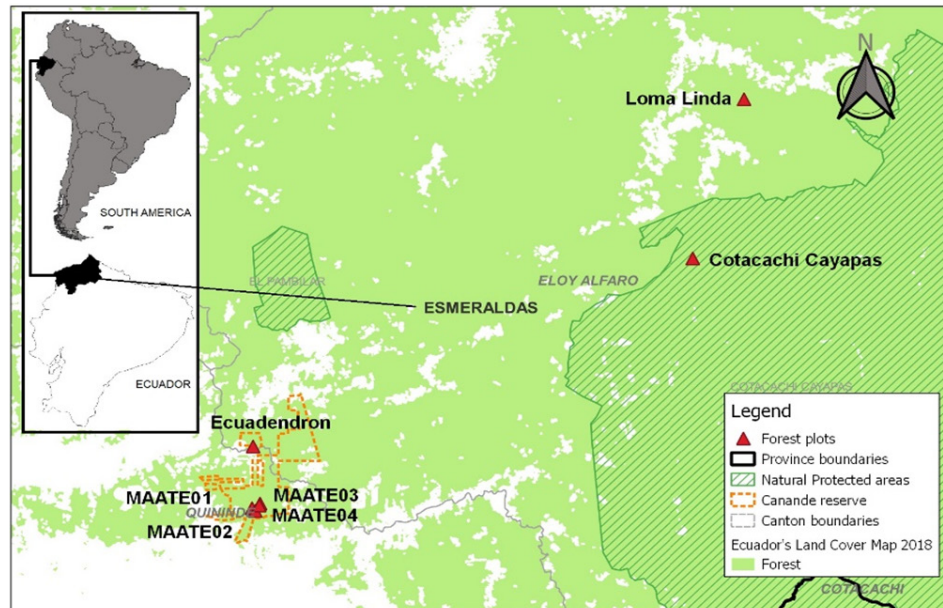 SOUTH AMERICA
ECUADOR
ESMERALDAS
EL PAMBILAR
ELOY ALFARO
Loma Linda
N
Cotacachi Cayapas
COTACACHI CAYAPAS
Ecuadendron
MAATE01
MAATE03
QUININDE
MAATE04
MAATE02
Legend
Forest plots
Province boundaries
Natural Protected areas
Canande reserve
Canton boundaries
Ecuador's Land Cover Map 2018
Forest
COTACACHI